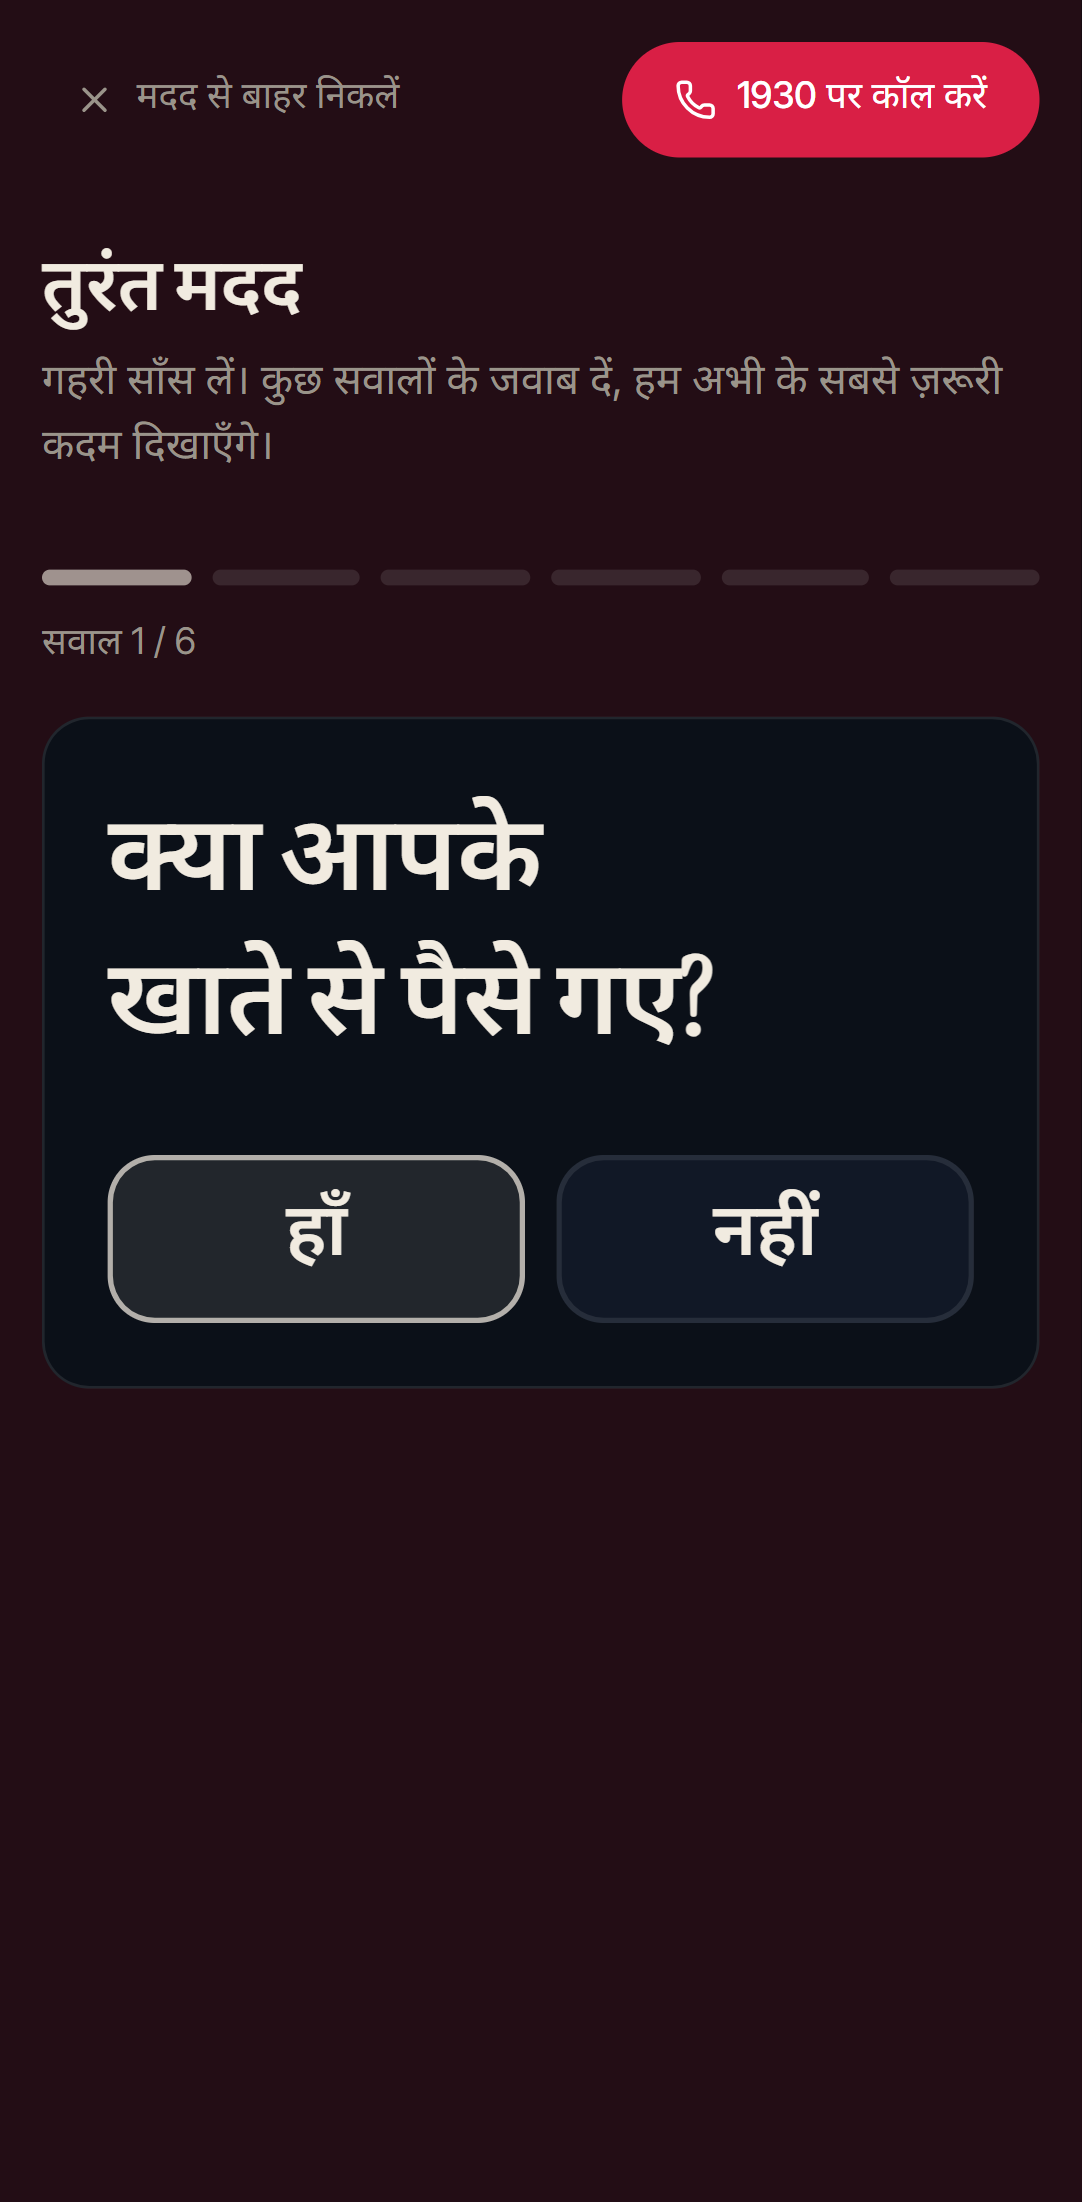 मदद से बाहर निकलें
1930 पर कॉल करें
तुरंत मदद
गहरी साँस लें। कुछ सवालों के जवाब दें, हम अभी के सबसे ज़रूरी
कदम दिखाएँगे।
सवाल 1 / 6
क्या आपके
खाते से पैसे गए?
हाँ
नहीं